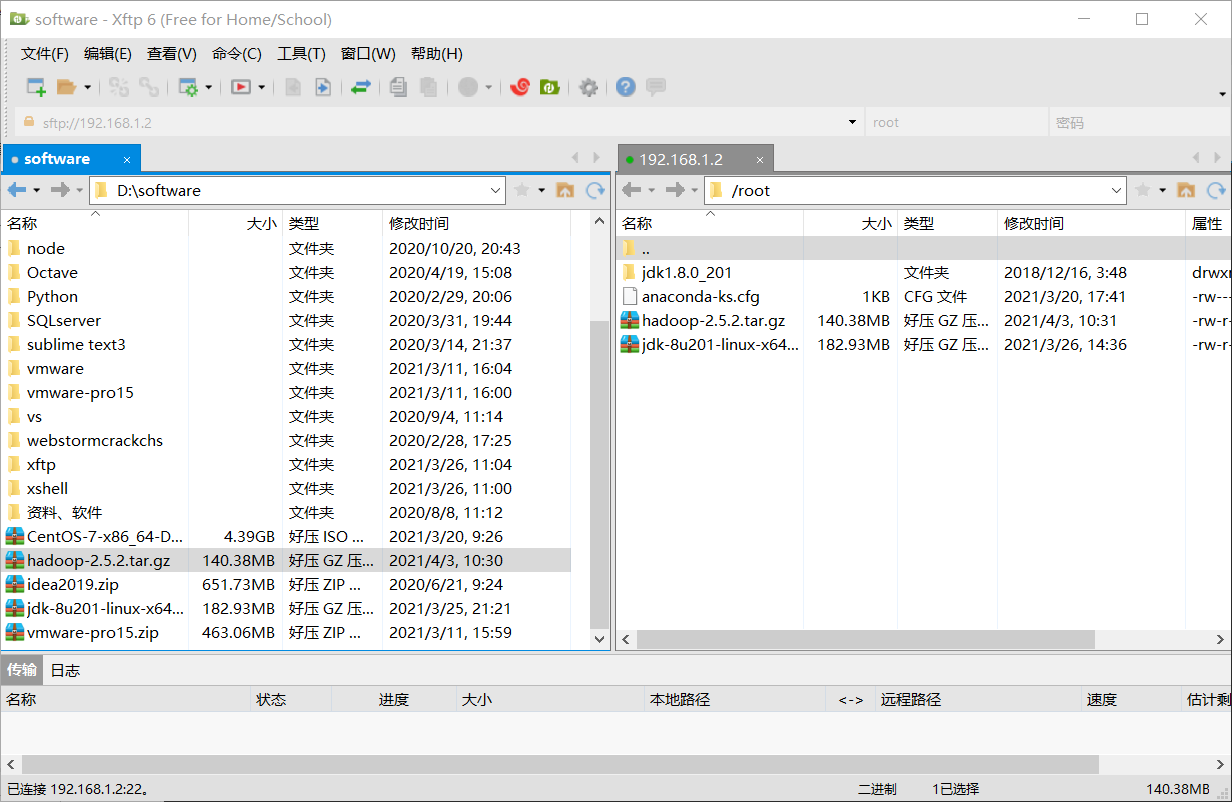 software - Xftp 6 (Free for Home/School)
文件(F) 编辑(E) 查看(V) 命令(C) 工具(T) 窗口(W) 帮助(H)
sftp://192.168.1.2 root 密码
software × 192.168.1.2 ×
D:\software /root
名称 大小 类型 修改时间
node 文件夹 2020/10/20, 20:43
Octave 文件夹 2020/4/19, 15:08
Python 文件夹 2020/2/29, 20:06
SQLserver 文件夹 2020/3/31, 19:44
sublime text3 文件夹 2020/3/14, 21:37
vmware 文件夹 2021/3/11, 16:04
vmware-pro15 文件夹 2021/3/11, 16:00
vs 文件夹 2020/9/4, 11:14
webstormcrackchs 文件夹 2020/2/28, 17:25
xftp 文件夹 2021/3/26, 11:04
xshell 文件夹 2021/3/26, 11:00
资料、软件 文件夹 2020/8/8, 11:12
CentOS-7-x86_64-D... 4.39GB 好压 ISO ... 2021/3/20, 9:26
hadoop-2.5.2.tar.gz 140.38MB 好压 GZ 压... 2021/4/3, 10:30
idea2019.zip 651.73MB 好压 ZIP ... 2020/6/21, 9:24
jdk-8u201-linux-x64... 182.93MB 好压 GZ 压... 2021/3/25, 21:21
vmware-pro15.zip 463.06MB 好压 ZIP ... 2021/3/11, 15:59
名称 大小 类型 修改时间 属性
..
jdk1.8.0_201 文件夹 2018/12/16, 3:48 drwxr
anaconda-ks.cfg 1KB CFG 文件 2021/3/20, 17:41 -rw---
hadoop-2.5.2.tar.gz 140.38MB 好压 GZ 压... 2021/4/3, 10:31 -rw-r-
jdk-8u201-linux-x64... 182.93MB 好压 GZ 压... 2021/3/26, 14:36 -rw-r-
传输 日志
名称 状态 进度 大小 本地路径 <-> 远程路径 速度 估计剩
已连接 192.168.1.2:22。 二进制 1已选择 140.38MB